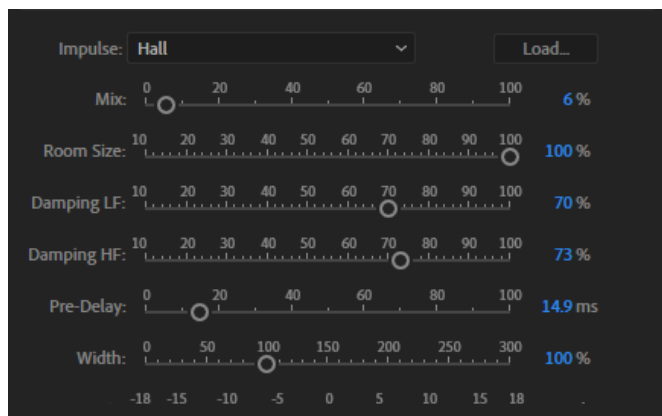 Impulse: Hall Load...
0 20 40 60 80 100
Mix: 6 %
10 20 30 40 50 60 70 80 90 100
Room Size: 100 %
10 20 30 40 50 60 70 80 90 100
Damping LF: 70 %
10 20 30 40 50 60 70 80 90 100
Damping HF: 73 %
0 20 40 60 80 100
Pre-Delay: 14.9 ms
0 50 100 150 200 250 300
Width: 100 %
-18 -15 -10 -5 0 5 10 15 18